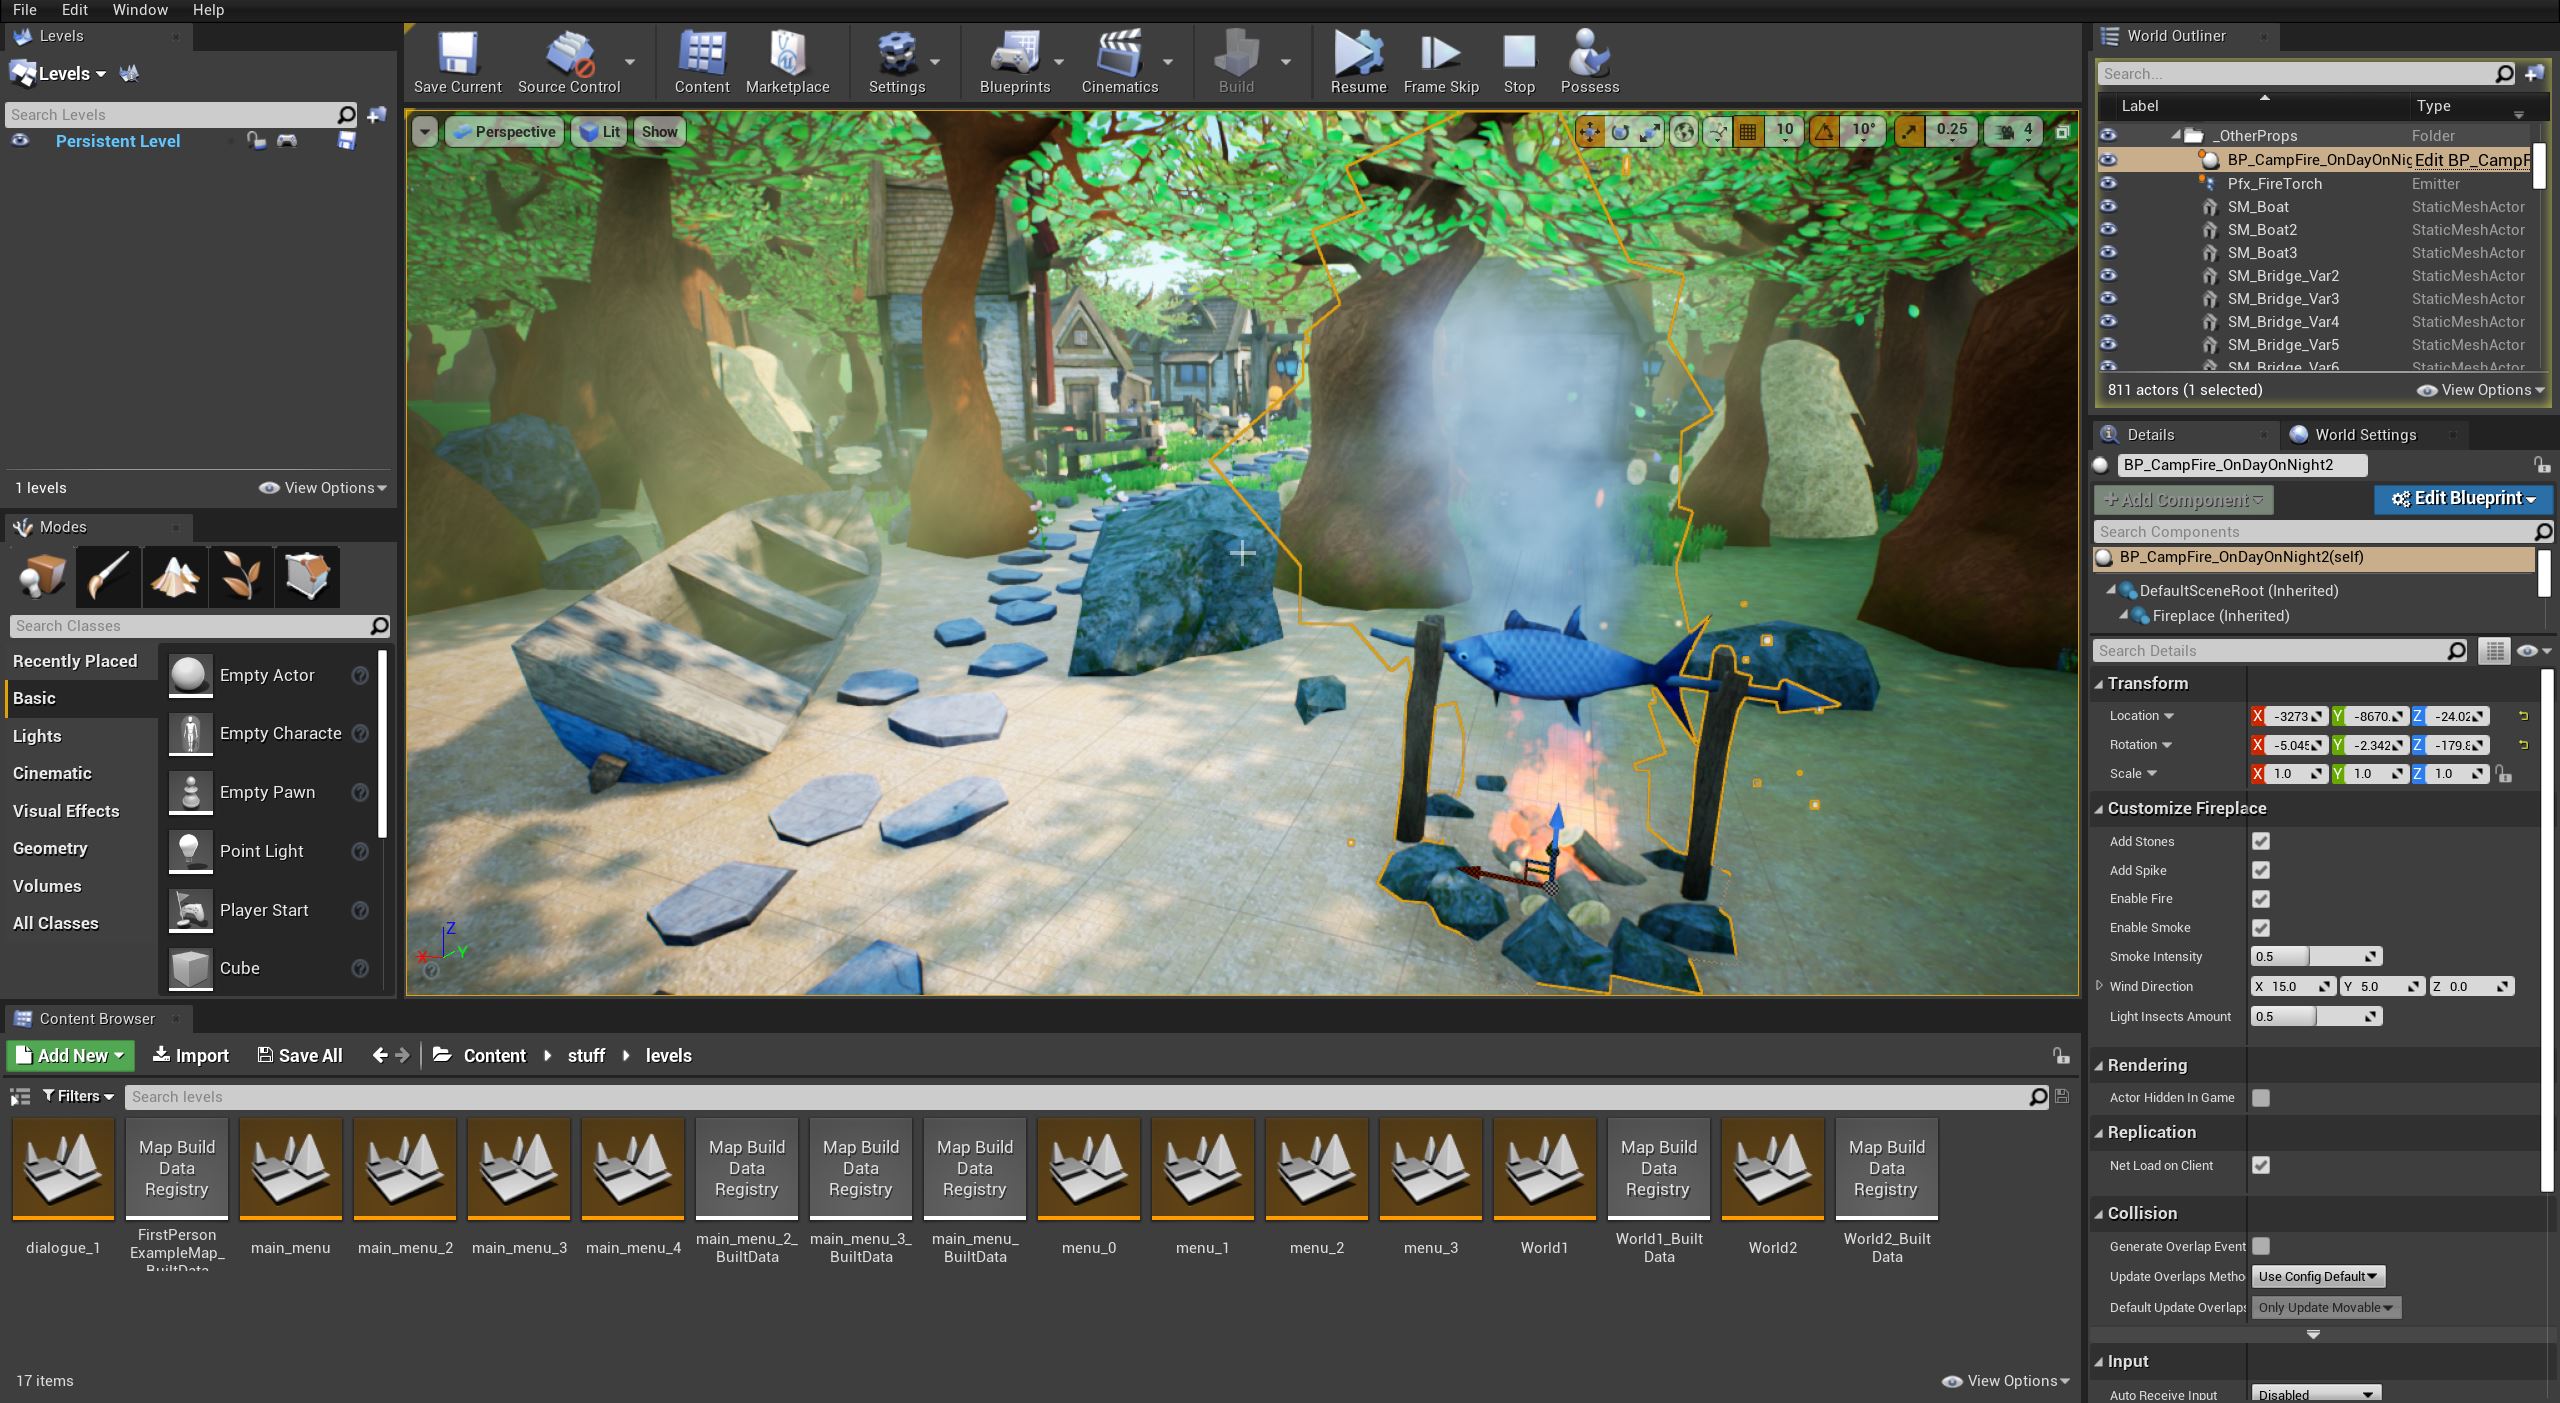 File Edit Window Help
Levels
Levels
Search Levels
Persistent Level
1 levels
View Options
Modes
Search Classes
Recently Placed
Basic
Lights
Cinematic
Visual Effects
Geometry
Volumes
All Classes
Empty Actor
Empty Characte
Empty Pawn
Point Light
Player Start
Cube
Save Current Source Control Content Marketplace Settings Blueprints Cinematics Build Resume Frame Skip Stop Possess
Perspective Lit Show
10 10° 0.25 4
Z
X Y
World Outliner
Search...
Label Type
_OtherProps Folder
BP_CampFire_OnDayOnNig Edit BP_CampF
Pfx_FireTorch Emitter
SM_Boat StaticMeshActor
SM_Boat2 StaticMeshActor
SM_Boat3 StaticMeshActor
SM_Bridge_Var2 StaticMeshActor
SM_Bridge_Var3 StaticMeshActor
SM_Bridge_Var4 StaticMeshActor
SM_Bridge_Var5 StaticMeshActor
SM_Bridge_Var6 StaticMeshActor
811 actors (1 selected)
View Options
Details World Settings
BP_CampFire_OnDayOnNight2
+Add Component Edit Blueprint
Search Components
BP_CampFire_OnDayOnNight2(self)
DefaultSceneRoot (Inherited)
Fireplace (Inherited)
Search Details
Transform
Location X -3273 Y -8670. Z -24.02
Rotation X -5.045 Y -2.342 Z -179.8
Scale X 1.0 Y 1.0 Z 1.0
Customize Fireplace
Add Stones
Add Spike
Enable Fire
Enable Smoke
Smoke Intensity 0.5
Wind Direction X 15.0 Y 5.0 Z 0.0
Light Insects Amount 0.5
Rendering
Actor Hidden In Game
Replication
Net Load on Client
Collision
Generate Overlap Event
Update Overlaps Metho Use Config Default
Default Update Overlaps Only Update Movable
Input
Auto Receive Input Disabled
Content Browser
Add New Import Save All Content stuff levels
Filters Search levels
Map Build
Data
Registry
Map Build
Data
Registry
Map Build
Data
Registry
Map Build
Data
Registry
Map Build
Data
Registry
Map Build
Data
Registry
dialogue_1
FirstPerson
ExampleMap_
BuiltData
main_menu
main_menu_2
main_menu_3
main_menu_4
main_menu_2_
BuiltData
main_menu_3_
BuiltData
main_menu_
BuiltData
menu_0
menu_1
menu_2
menu_3
World1
World1_Built
Data
World2
World2_Built
Data
17 items
View Options